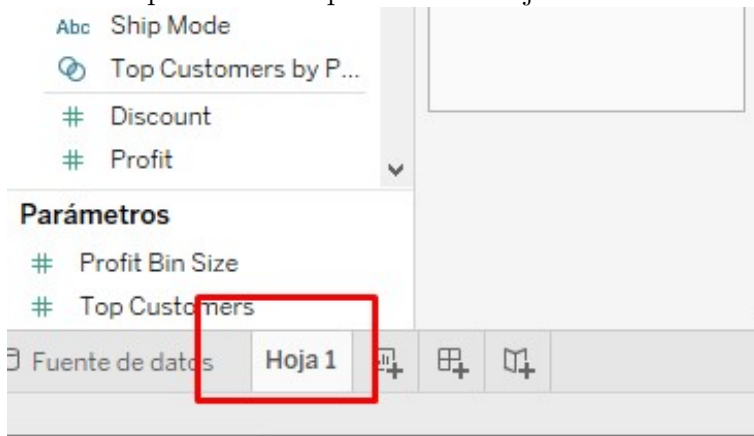 Abc Ship Mode
Top Customers by P...
# Discount
# Profit
Parámetros
# Profit Bin Size
# Top Customers
Fuente de datos Hoja 1